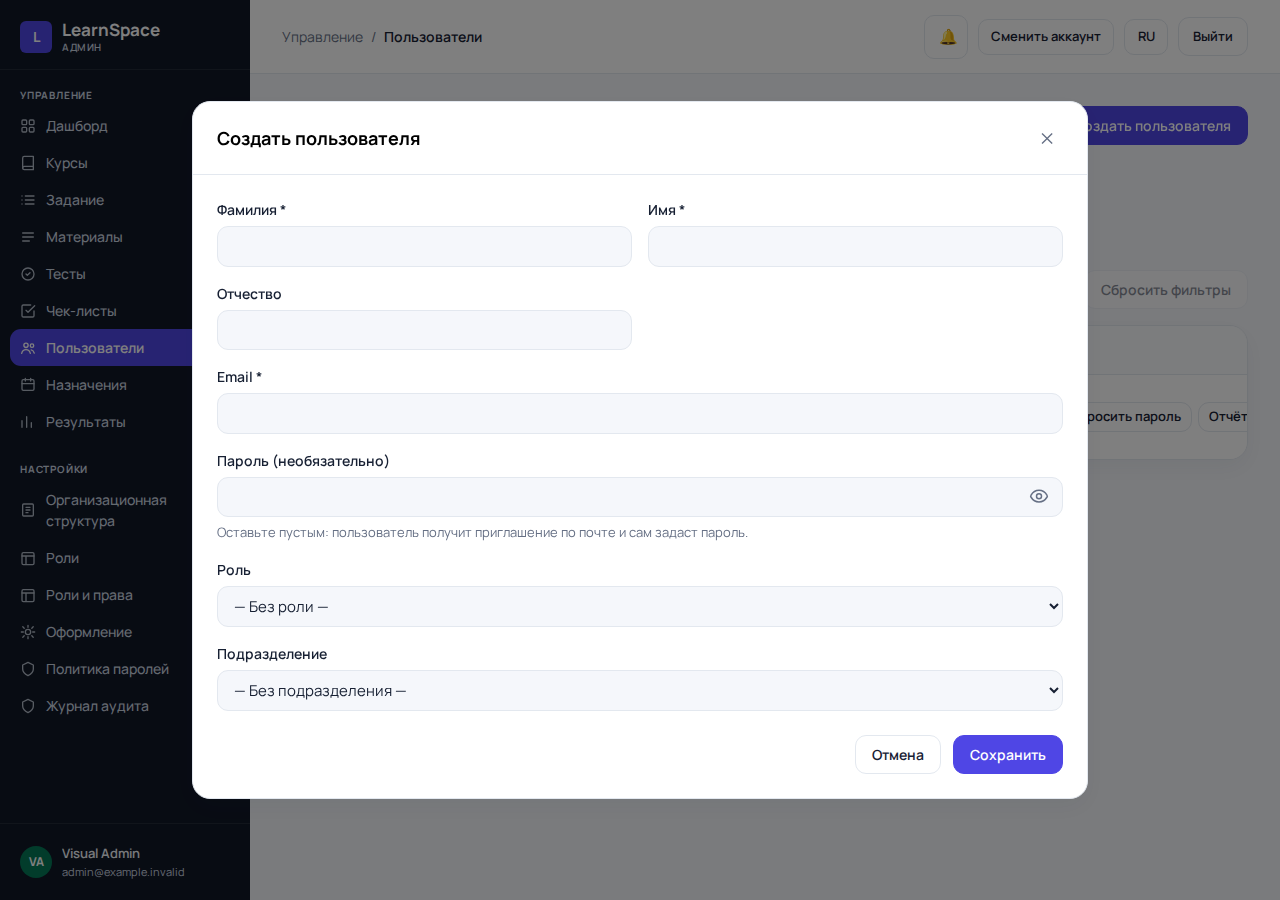 L
LearnSpace
АДМИН
УПРАВЛЕНИЕ
Дашборд
Курсы
Задание
Материалы
Тесты
Чек-листы
Пользователи
Назначения
Результаты
НАСТРОЙКИ
Организационная
структура
Роли
Роли и права
Оформление
Политика паролей
Журнал аудита
VA
Visual Admin
admin@example.invalid
Управление / Пользователи
Сменить аккаунт
RU
Выйти
пользователя
Сбросить фильтры
пароль
Отчёт
Создать пользователя
Фамилия *
Имя *
Отчество
Email *
Пароль (необязательно)
Оставьте пустым: пользователь получит приглашение по почте и сам задаст пароль.
Роль
— Без роли —
Подразделение
— Без подразделения —
Отмена
Сохранить